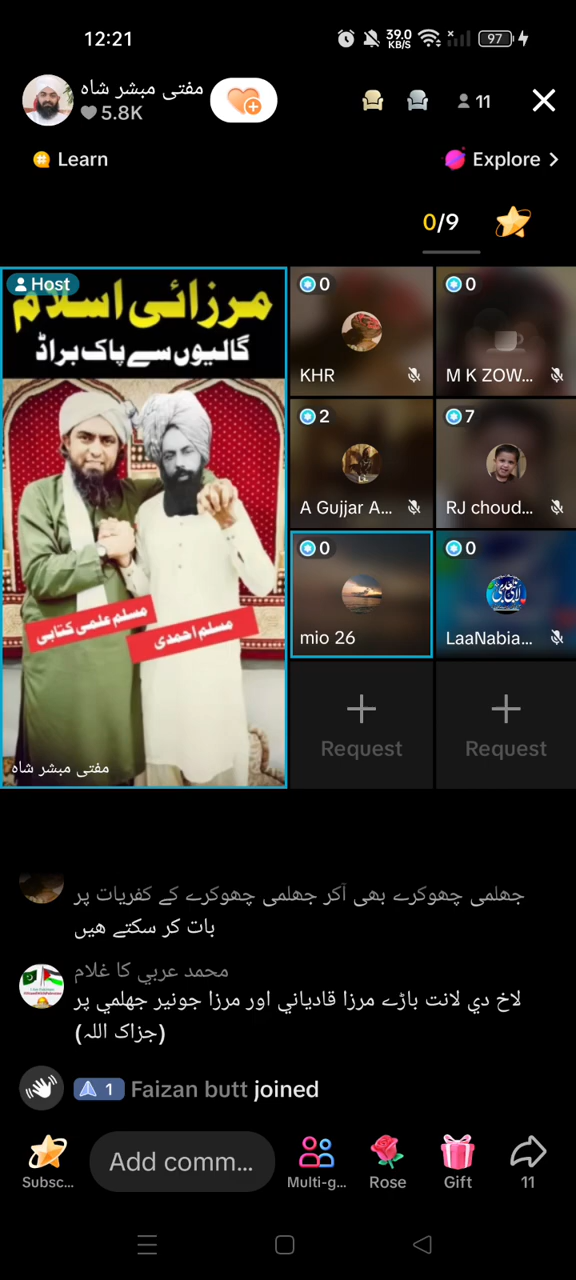 12:21
39.0
KB/S
97
مفتی مبشر شاہ
5.8K
11
Learn
Explore
0/9
Host
مرزائی اسلام
گالیوں سے پاک براڈ
مسلم علمی کتابی
مسلم احمدی
مفتی مبشر شاہ
0
KHR
0
M K ZOW...
2
A Gujjar A...
7
RJ choud...
0
mio 26
0
LaaNabia...
Request
Request
جھلمی چھوکرے بھی آکر جھلمی چھوکرے کے کفریات پر
بات کر سکتے ھیں
محمد عربي کا غلام
لاخ دي لانت باڑے مرزا قادياني اور مرزا جونير جھلمي پر
(جزاک اللہ)
1 Faizan butt joined
Subsc...
Add comm...
Multi-g...
Rose
Gift
11